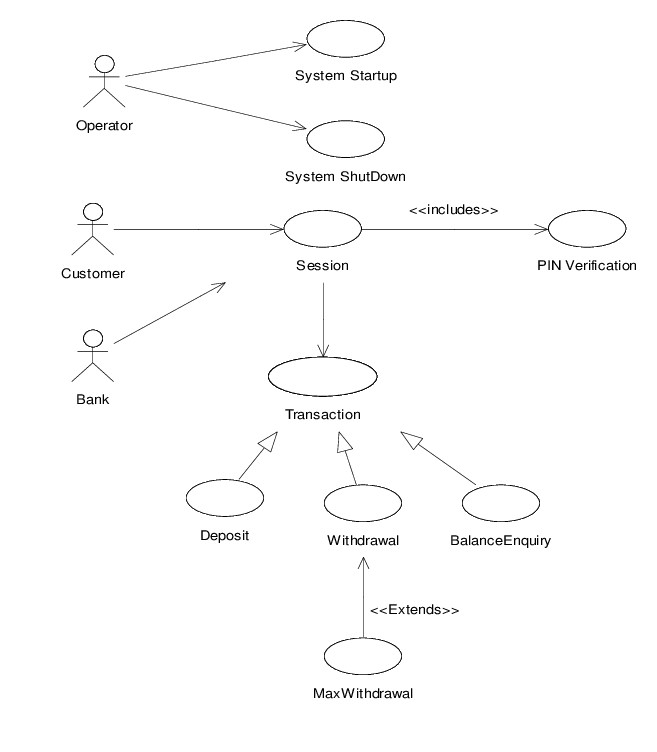 System Startup
Operator
System ShutDown
<<includes>>
Customer
Session
PIN Verification
Bank
Transaction
Deposit
Withdrawal
BalanceEnquiry
<<Extends>>
MaxWithdrawal